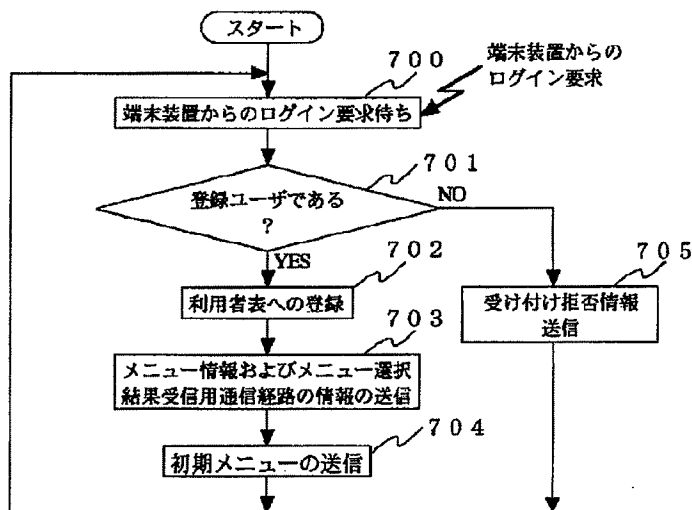 スタート
７００
端末装置からの
ログイン要求
端末装置からのログイン要求待ち
７０１
登録ユーザである
？
NO
YES
７０２
利用者表への登録
７０５
受け付け拒否情報
送信
７０３
メニュー情報およびメニュー選択
結果受信用通信経路の情報の送信
７０４
初期メニューの送信